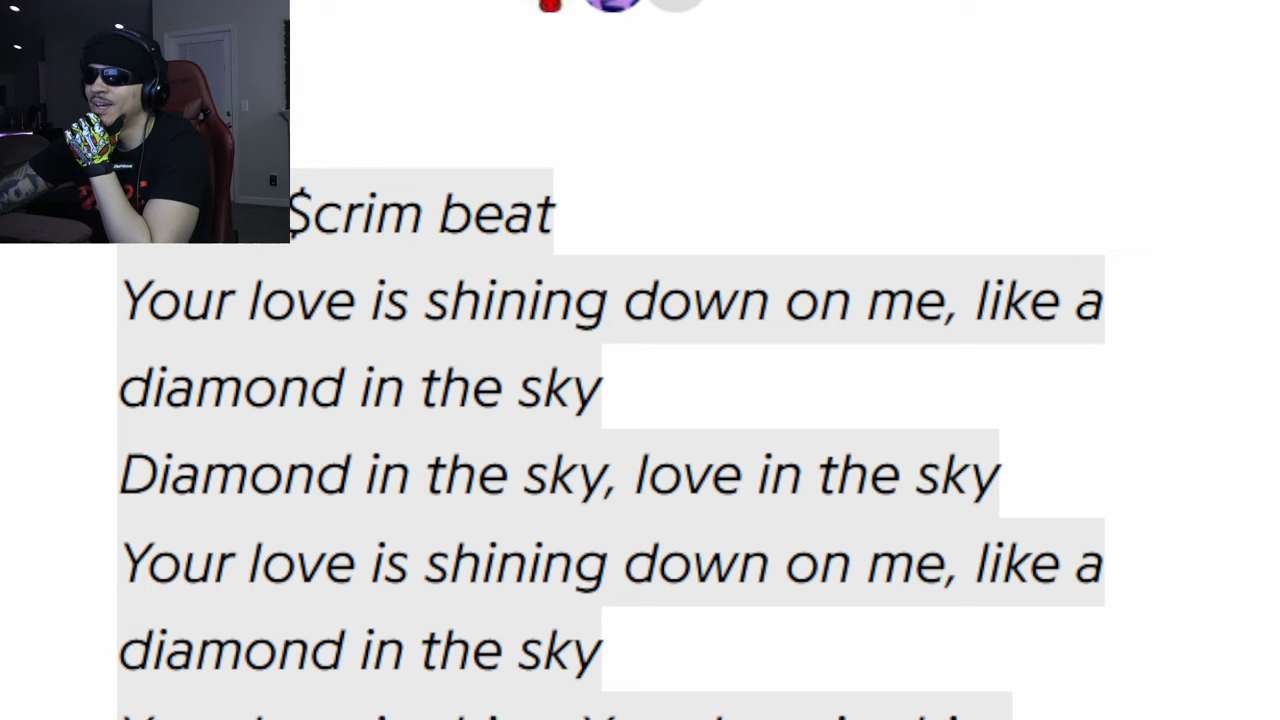 $crim beat
Your love is shining down on me, like a
diamond in the sky
Diamond in the sky, love in the sky
Your love is shining down on me, like a
diamond in the sky